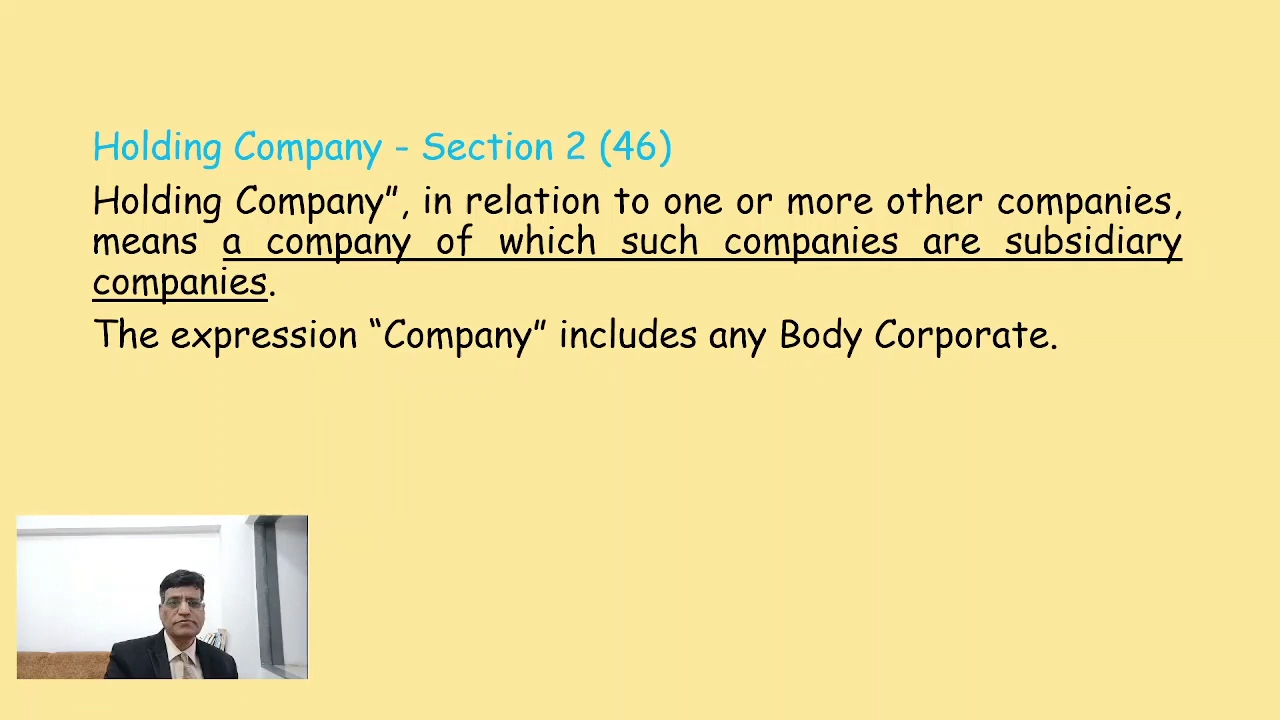 Holding Company - Section 2 (46)
Holding Company”, in relation to one or more other companies,
means a company of which such companies are subsidiary
companies.
The expression “Company” includes any Body Corporate.